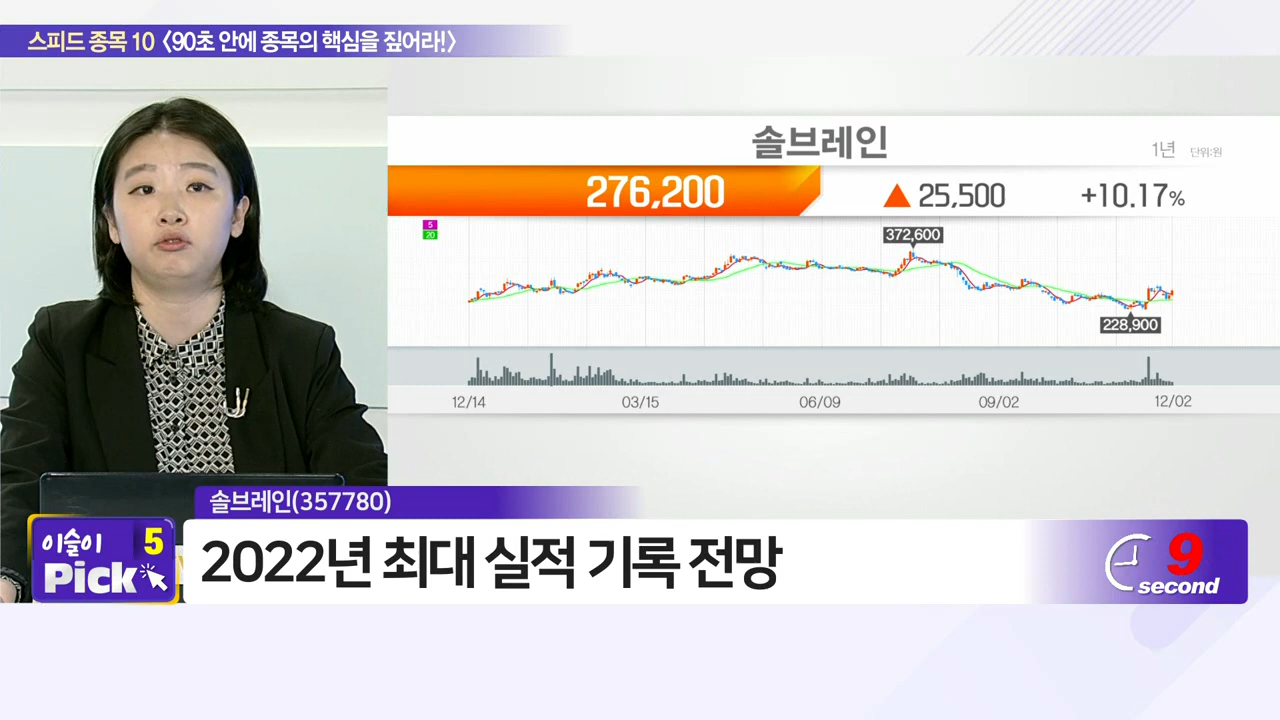 스피드 종목 10 〈90초 안에 종목의 핵심을 짚어라!〉
솔브레인
1년 단위:원
276,200 ▲ 25,500 +10.17%
5
20
372,600
228,900
12/14 03/15 06/09 09/02 12/02
솔브레인(357780)
이슬이 5
Pick
2022년 최대 실적 기록 전망
9
second